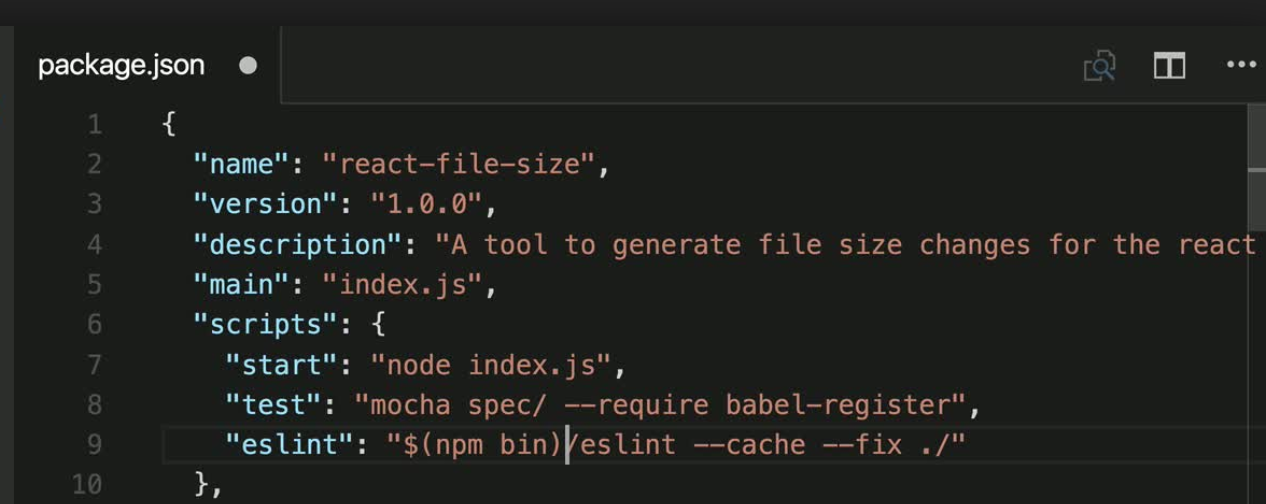 package.json
1 {
2 "name": "react-file-size",
3 "version": "1.0.0",
4 "description": "A tool to generate file size changes for the react
5 "main": "index.js",
6 "scripts": {
7 "start": "node index.js",
8 "test": "mocha spec/ --require babel-register",
9 "eslint": "$(npm bin)/eslint --cache --fix ./"
10 },